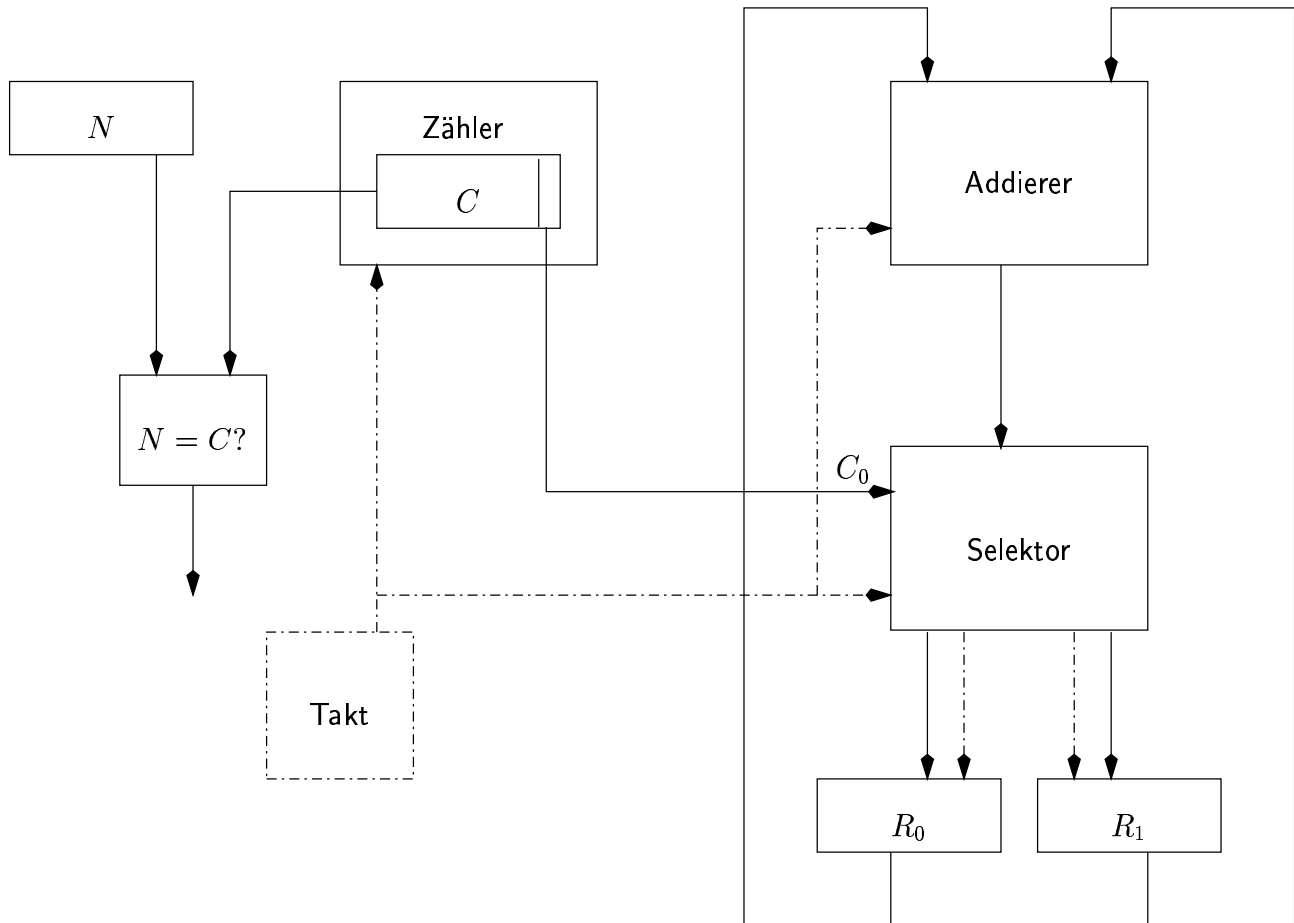 N
Zähler
C
Addierer
N = C?
C₀
Selektor
Takt
R₀
R₁